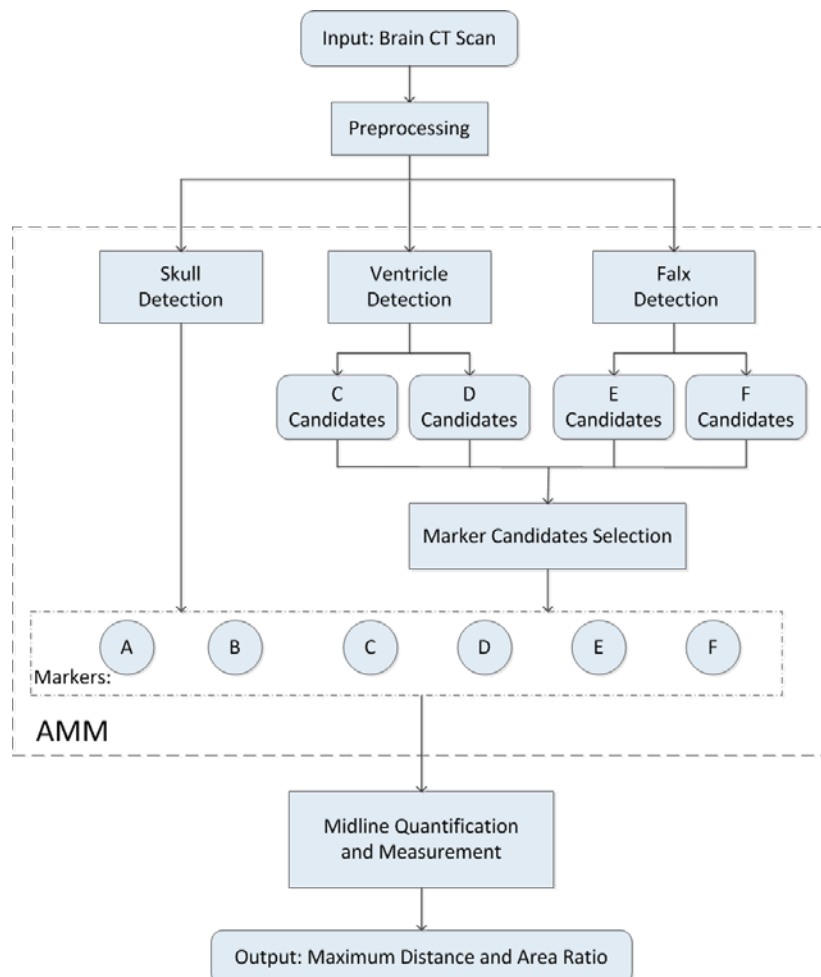 Input: Brain CT Scan
Preprocessing
Skull
Detection
Ventricle
Detection
Falx
Detection
C
Candidates
D
Candidates
E
Candidates
F
Candidates
Marker Candidates Selection
A
B
C
D
E
F
Markers:
AMM
Midline Quantification
and Measurement
Output: Maximum Distance and Area Ratio